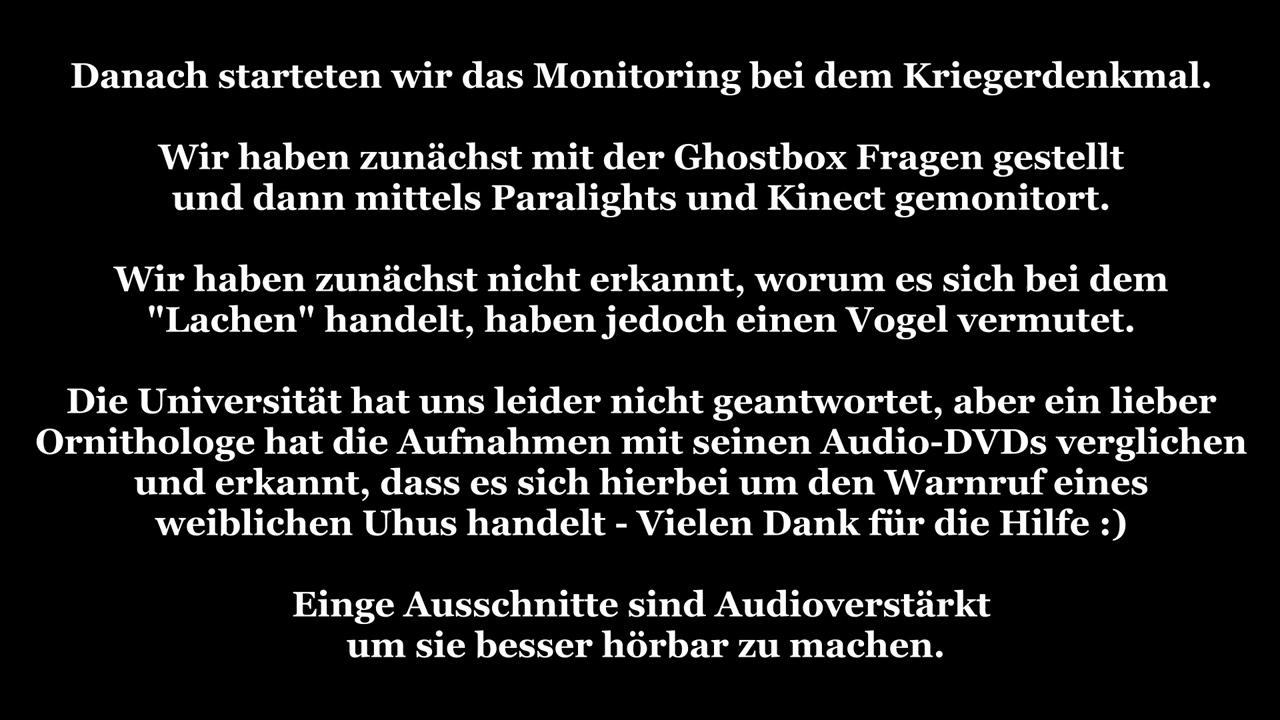 Danach starteten wir das Monitoring bei dem Kriegerdenkmal.
Wir haben zunächst mit der Ghostbox Fragen gestellt
und dann mittels Paralights und Kinect gemonitort.
Wir haben zunächst nicht erkannt, worum es sich bei dem
"Lachen" handelt, haben jedoch einen Vogel vermutet.
Die Universität hat uns leider nicht geantwortet, aber ein lieber
Ornithologe hat die Aufnahmen mit seinen Audio-DVDs verglichen
und erkannt, dass es sich hierbei um den Warnruf eines
weiblichen Uhus handelt - Vielen Dank für die Hilfe :)
Einge Ausschnitte sind Audioverstärkt
um sie besser hörbar zu machen.